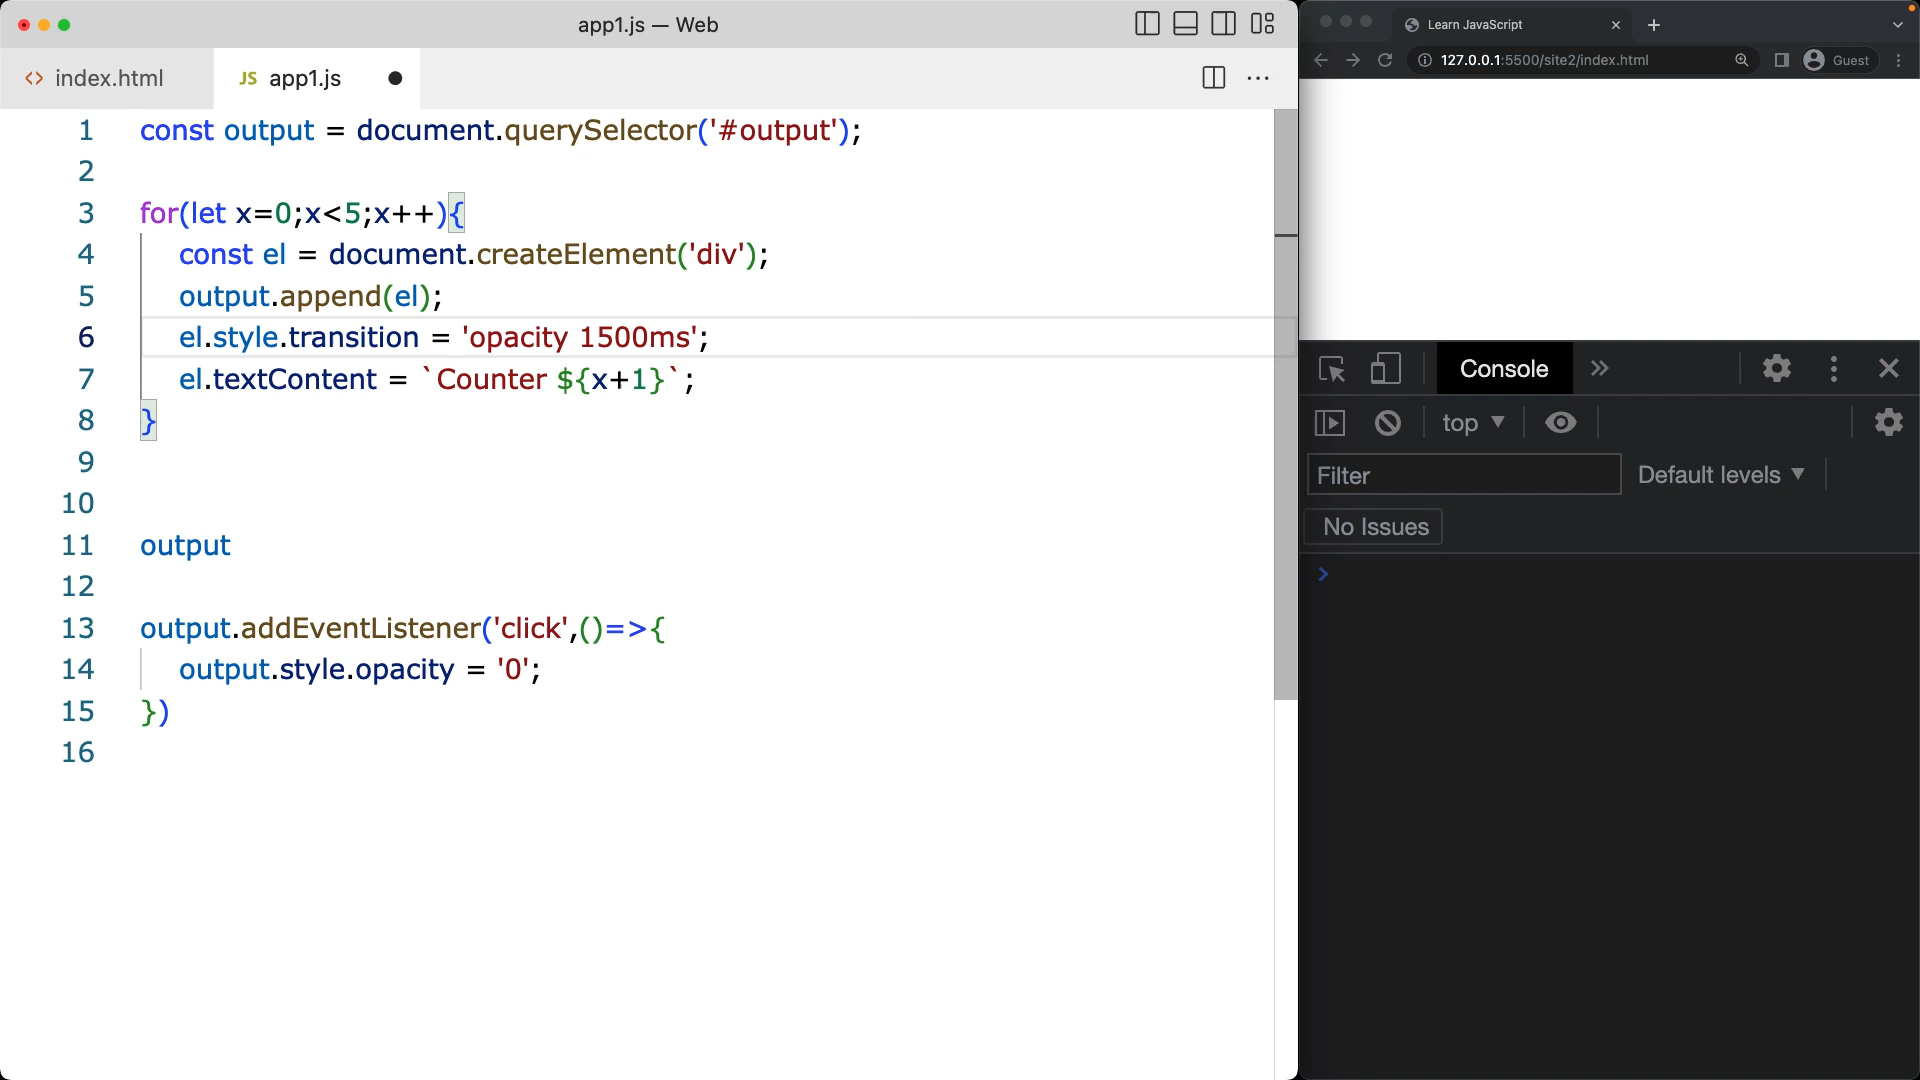 app1.js — Web
index.html
JS app1.js
1 const output = document.querySelector('#output');
2
3 for(let x=0;x<5;x++){
4 const el = document.createElement('div');
5 output.append(el);
6 el.style.transition = 'opacity 1500ms';
7 el.textContent = `Counter ${x+1}`;
8 }
9
10
11 output
12
13 output.addEventListener('click',()=>{
14 output.style.opacity = '0';
15 })
16
Learn JavaScript
127.0.0.1:5500/site2/index.html
Guest
Console
top
Filter
Default levels
No Issues